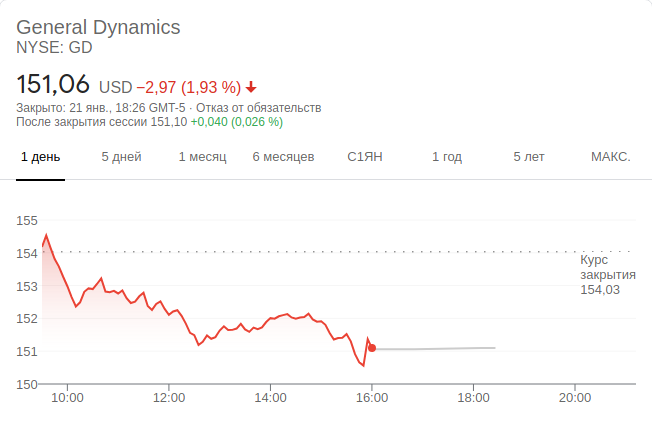 General Dynamics
NYSE: GD
151,06 USD −2,97 (1,93 %)
Закрыто: 21 янв., 18:26 GMT-5 · Отказ от обязательств
После закрытия сессии 151,10 +0,040 (0,026 %)
1 день 5 дней 1 месяц 6 месяцев С1ЯН 1 год 5 лет МАКС.
155
154
Курс
закрытия
153
154,03
152
151
150
10:00 12:00 14:00 16:00 18:00 20:00